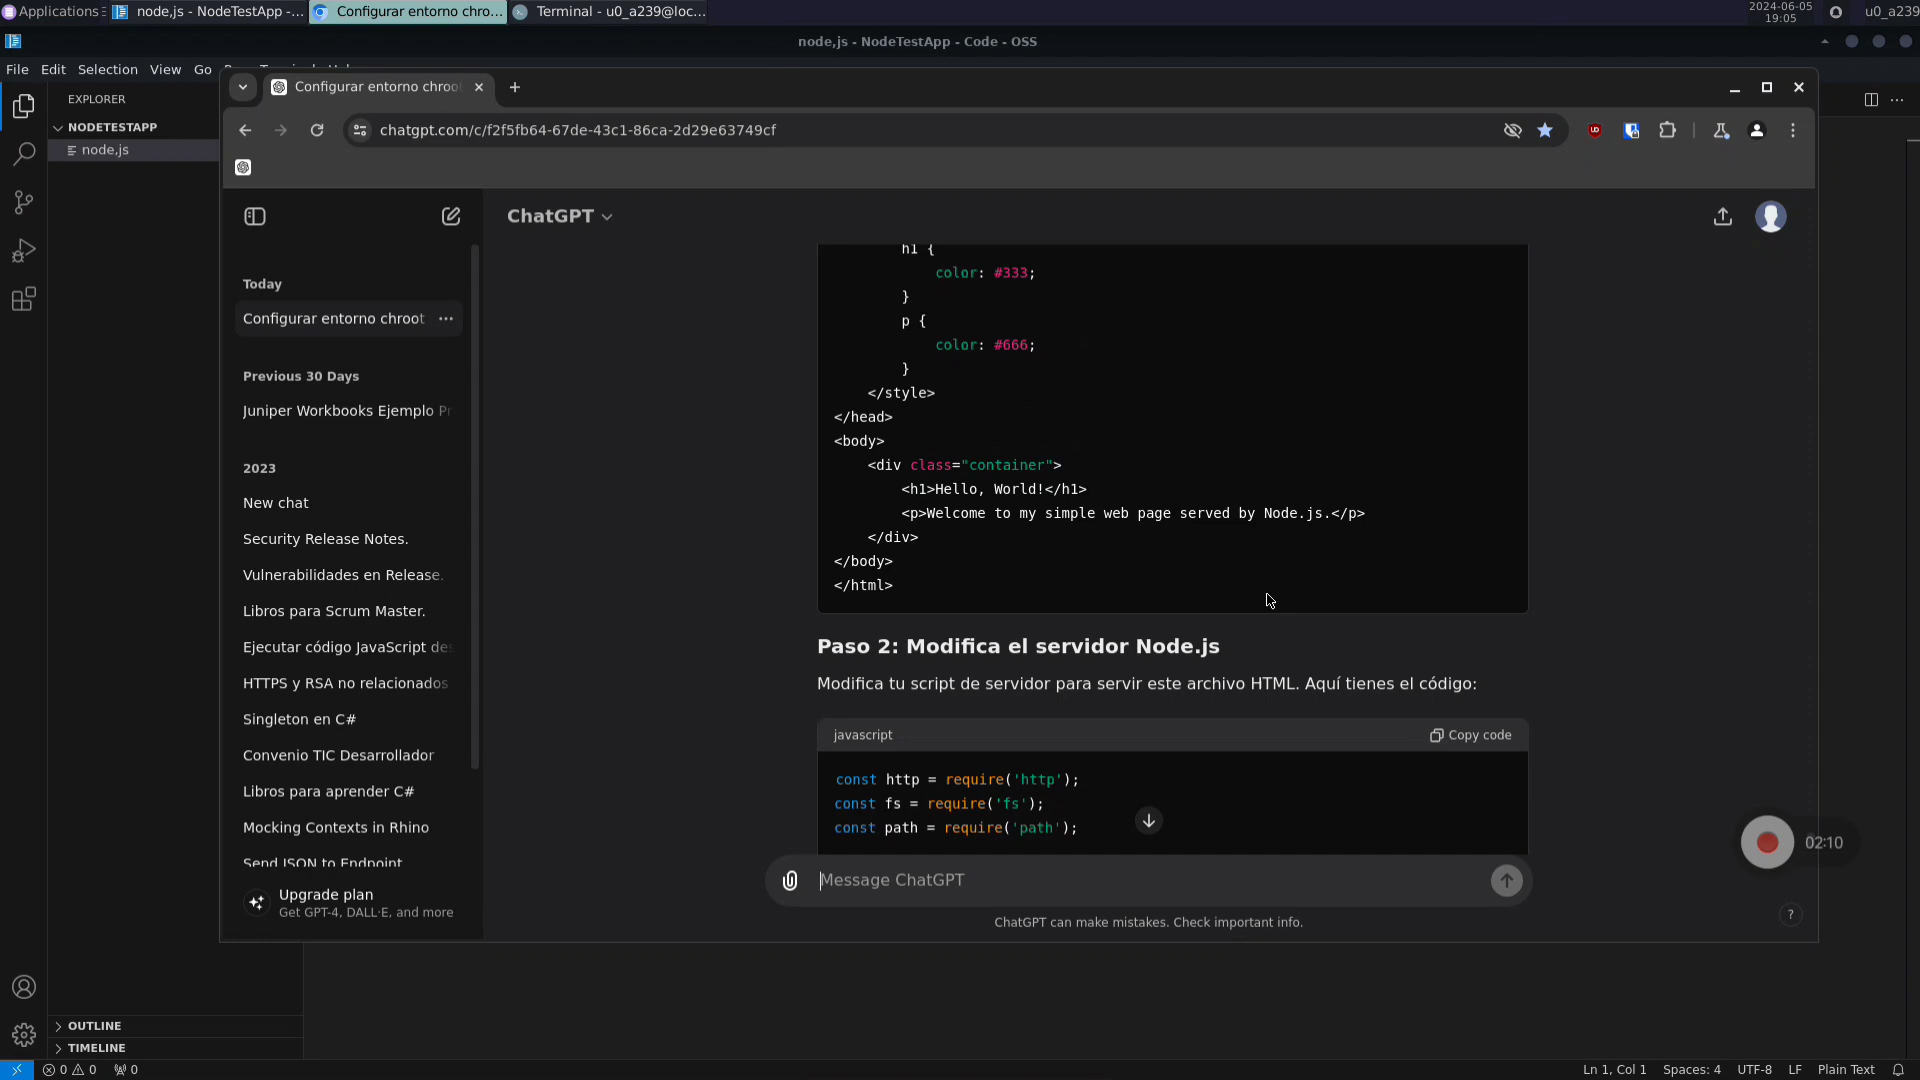 Applications
node,js - NodeTestApp -...
Configurar entorno chro...
Terminal - u0_a239@loc...
2024-06-05
19:05
u0_a239
node,js - NodeTestApp - Code - OSS
File Edit Selection View Go
EXPLORER
NODETESTAPP
node,js
Configurar entorno chroo
chatgpt.com/c/f2f5fb64-67de-43c1-86ca-2d29e63749cf
ChatGPT
Today
Configurar entorno chroot
Previous 30 Days
Juniper Workbooks Ejemplo Pr
2023
New chat
Security Release Notes.
Vulnerabilidades en Release.
Libros para Scrum Master.
Ejecutar código JavaScript des
HTTPS y RSA no relacionados
Singleton en C#
Convenio TIC Desarrollador
Libros para aprender C#
Mocking Contexts in Rhino
Send JSON to Endpoint
Upgrade plan
Get GPT-4, DALL·E, and more
h1 {
color: #333;
}
p {
color: #666;
}
</style>
</head>
<body>
<div class="container">
<h1>Hello, World!</h1>
<p>Welcome to my simple web page served by Node.js.</p>
</div>
</body>
</html>
Paso 2: Modifica el servidor Node.js
Modifica tu script de servidor para servir este archivo HTML. Aquí tienes el código:
javascript
Copy code
const http = require('http');
const fs = require('fs');
const path = require('path');
02:10
Message ChatGPT
ChatGPT can make mistakes. Check important info.
?
OUTLINE
TIMELINE
0 0 0
Ln 1, Col 1 Spaces: 4 UTF-8 LF Plain Text